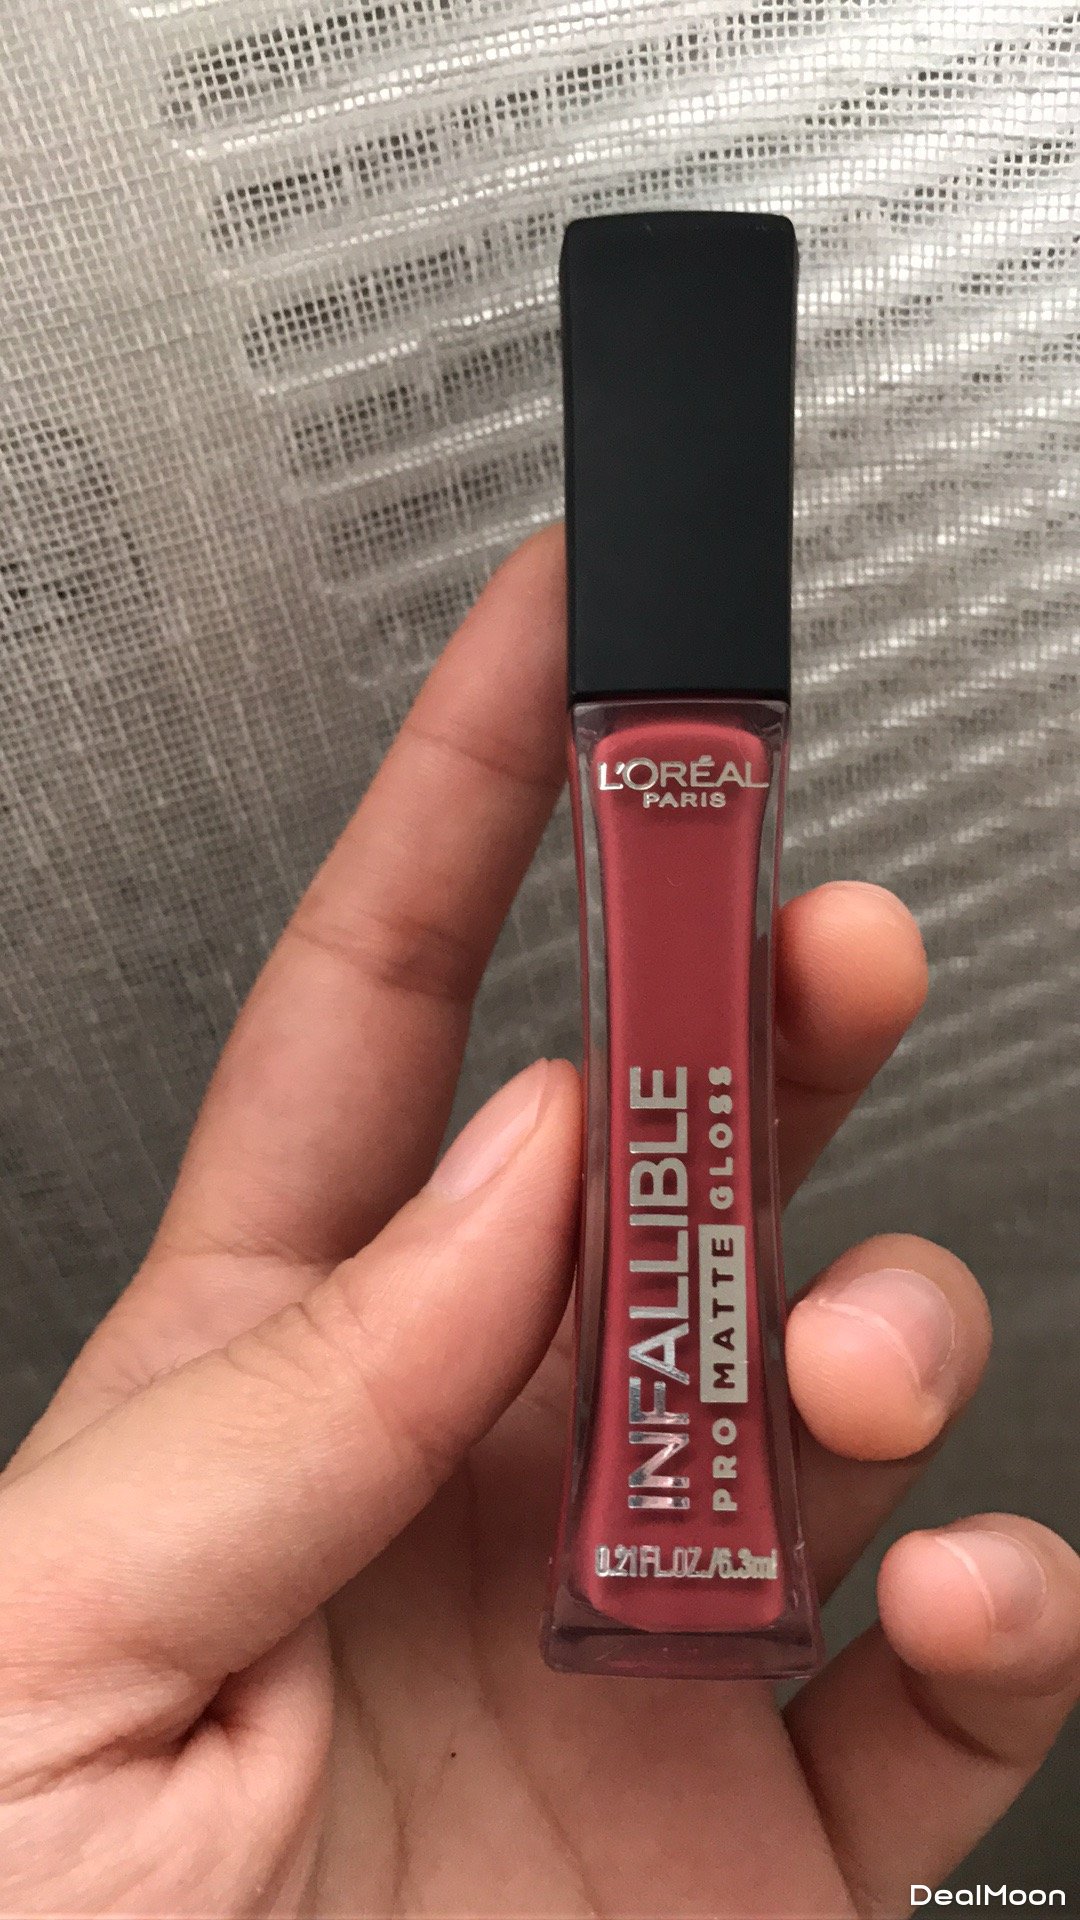 L'ORÉAL
PARIS
INFALLIBLE
PRO MATTE GLOSS
0.21 FL.OZ./6.3ml
DealMoon